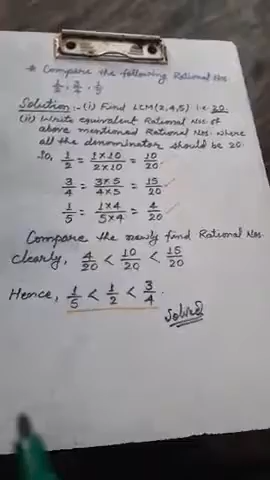 * Compare the following Rational Nos.
1/2, 3/4, 1/5
Solution:- (i) Find LCM(2,4,5) i.e. 20.
(ii) Write equivalent Rational Nos. of
above mentioned Rational Nos. where
all the denominator should be 20.
So, 1/2 = 1×10/2×10 = 10/20
3/4 = 3×5/4×5 = 15/20
1/5 = 1×4/5×4 = 4/20
Compare the newly find Rational Nos
Clearly, 4/20 < 10/20 < 15/20
Hence, 1/5 < 1/2 < 3/4.
Solved